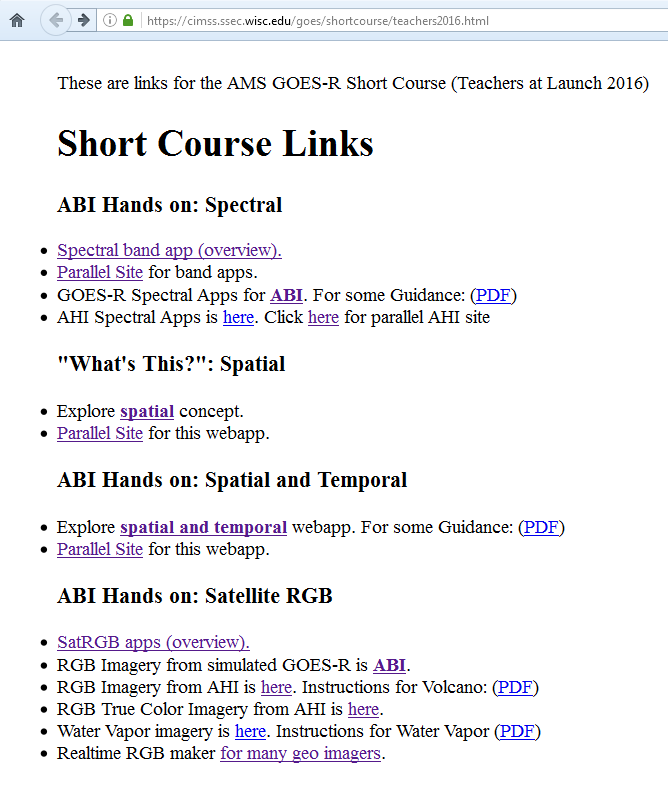 https://cimss.ssec.wisc.edu/goes/shortcourse/teachers2016.html
These are links for the AMS GOES-R Short Course (Teachers at Launch 2016)
Short Course Links
ABI Hands on: Spectral
• Spectral band app (overview).
• Parallel Site for band apps.
• GOES-R Spectral Apps for ABI. For some Guidance: (PDF)
• AHI Spectral Apps is here. Click here for parallel AHI site
"What's This?": Spatial
• Explore spatial concept.
• Parallel Site for this webapp.
ABI Hands on: Spatial and Temporal
• Explore spatial and temporal webapp. For some Guidance: (PDF)
• Parallel Site for this webapp.
ABI Hands on: Satellite RGB
• SatRGB apps (overview).
• RGB Imagery from simulated GOES-R is ABI.
• RGB Imagery from AHI is here. Instructions for Volcano: (PDF)
• RGB True Color Imagery from AHI is here.
• Water Vapor imagery is here. Instructions for Water Vapor (PDF)
• Realtime RGB maker for many geo imagers.